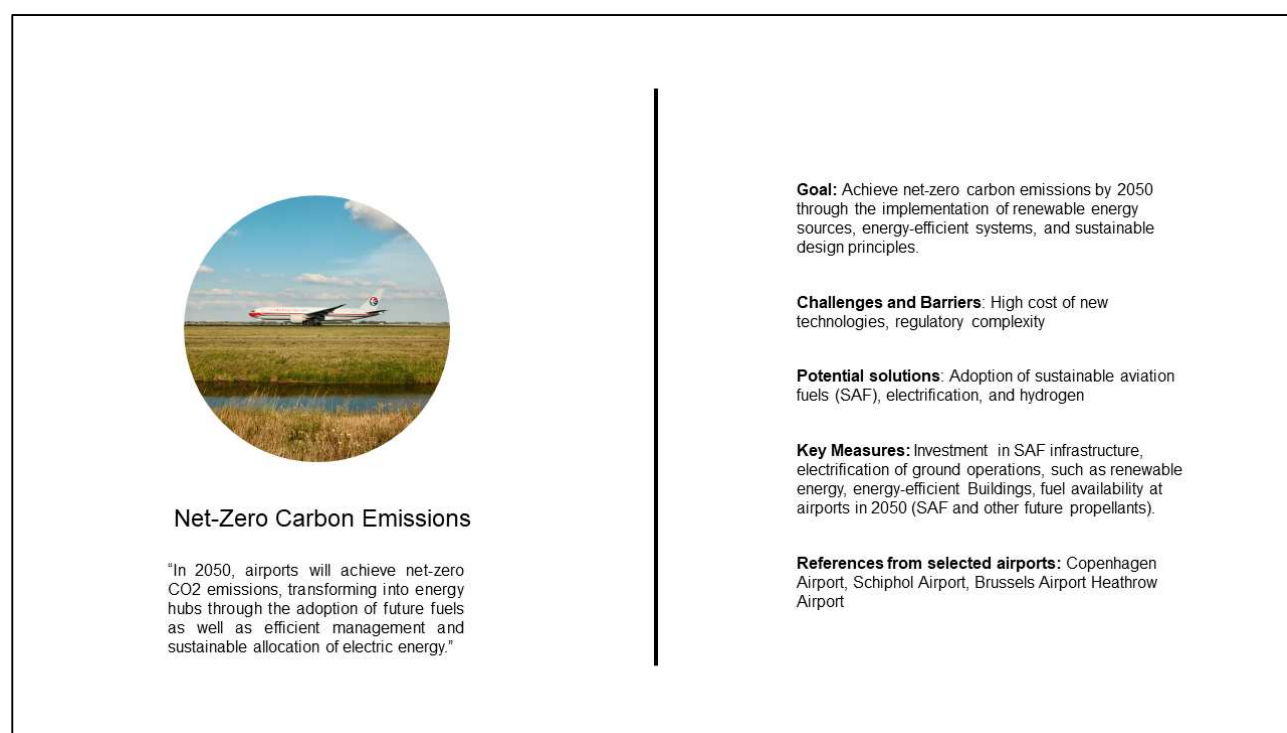 Net-Zero Carbon Emissions
“In 2050, airports will achieve net-zero
CO2 emissions, transforming into energy
hubs through the adoption of future fuels
as well as efficient management and
sustainable allocation of electric energy.”
Goal: Achieve net-zero carbon emissions by 2050
through the implementation of renewable energy
sources, energy-efficient systems, and sustainable
design principles.
Challenges and Barriers: High cost of new
technologies, regulatory complexity
Potential solutions: Adoption of sustainable aviation
fuels (SAF), electrification, and hydrogen
Key Measures: Investment in SAF infrastructure,
electrification of ground operations, such as renewable
energy, energy-efficient Buildings, fuel availability at
airports in 2050 (SAF and other future propellants).
References from selected airports: Copenhagen
Airport, Schiphol Airport, Brussels Airport Heathrow
Airport